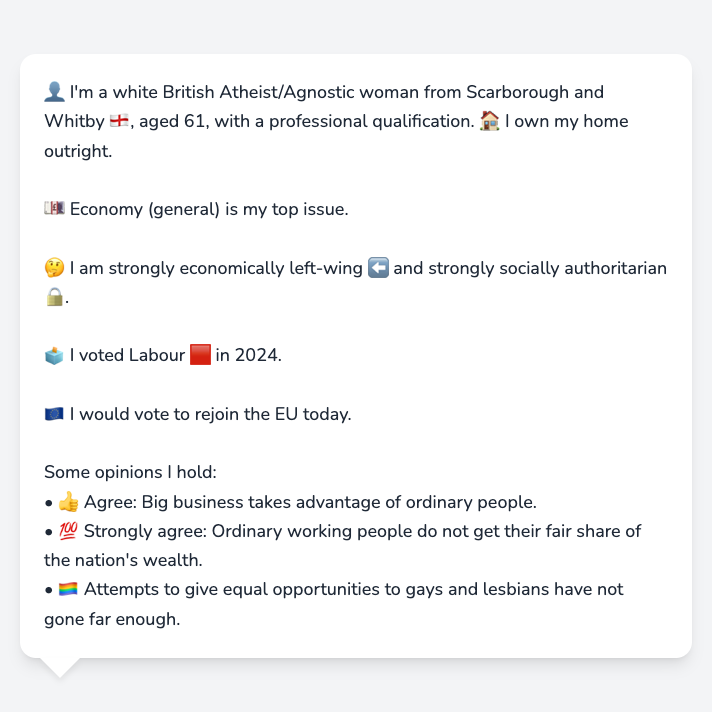 👤 I'm a white British Atheist/Agnostic woman from Scarborough and
Whitby 🏴󠁧󠁢󠁥󠁮󠁧󠁿, aged 61, with a professional qualification. 🏠 I own my home
outright.
💷 Economy (general) is my top issue.
🤔 I am strongly economically left-wing ⬅️ and strongly socially authoritarian
🔒.
🗳️ I voted Labour 🟥 in 2024.
🇪🇺 I would vote to rejoin the EU today.
Some opinions I hold:
• 👍 Agree: Big business takes advantage of ordinary people.
• 💯 Strongly agree: Ordinary working people do not get their fair share of
the nation's wealth.
• 🏳️‍🌈 Attempts to give equal opportunities to gays and lesbians have not
gone far enough.